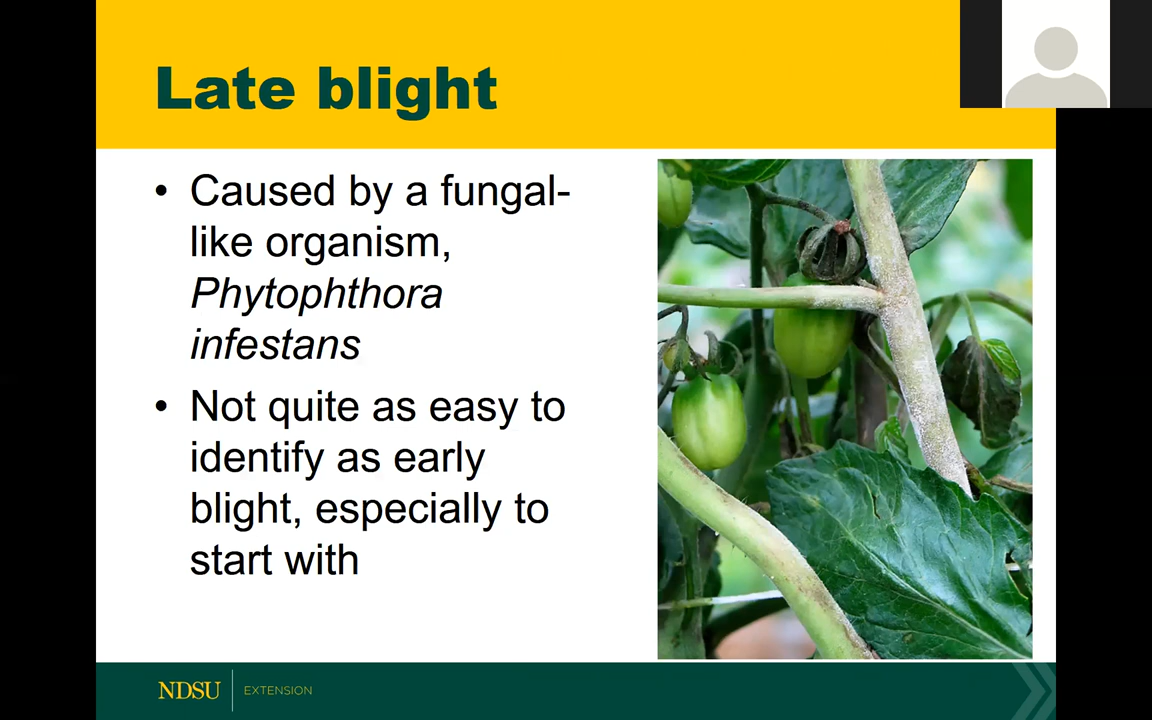 Late blight
• Caused by a fungal-
like organism,
Phytophthora
infestans
• Not quite as easy to
identify as early
blight, especially to
start with
NDSU EXTENSION